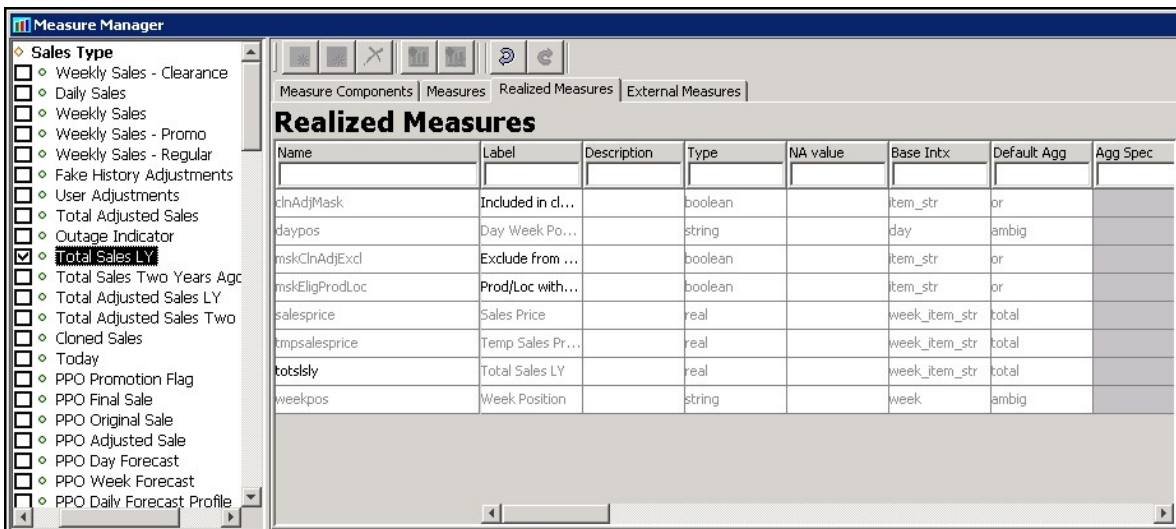 Measure Manager
Sales Type
Weekly Sales - Clearance
Daily Sales
Weekly Sales
Weekly Sales - Promo
Weekly Sales - Regular
Fake History Adjustments
User Adjustments
Total Adjusted Sales
Outage Indicator
Total Sales LY
Total Sales Two Years Ago
Total Adjusted Sales LY
Total Adjusted Sales Two
Cloned Sales
Today
PPO Promotion Flag
PPO Final Sale
PPO Original Sale
PPO Adjusted Sale
PPO Day Forecast
PPO Week Forecast
PPO Daily Forecast Profile
Measure Components Measures Realized Measures External Measures
Realized Measures
Name Label Description Type NA value Base Intx Default Agg Agg Spec
clnAdjMask Included in cl... boolean item_str or
daypos Day Week Po... string day ambig
mskClnAdjExcl Exclude from ... boolean item_str or
mskEligProdLoc Prod/Loc with... boolean item_str or
salesprice Sales Price real week_item_str total
tmpsalesprice Temp Sales Pr... real week_item_str total
totslsly Total Sales LY real week_item_str total
weekpos Week Position string week ambig